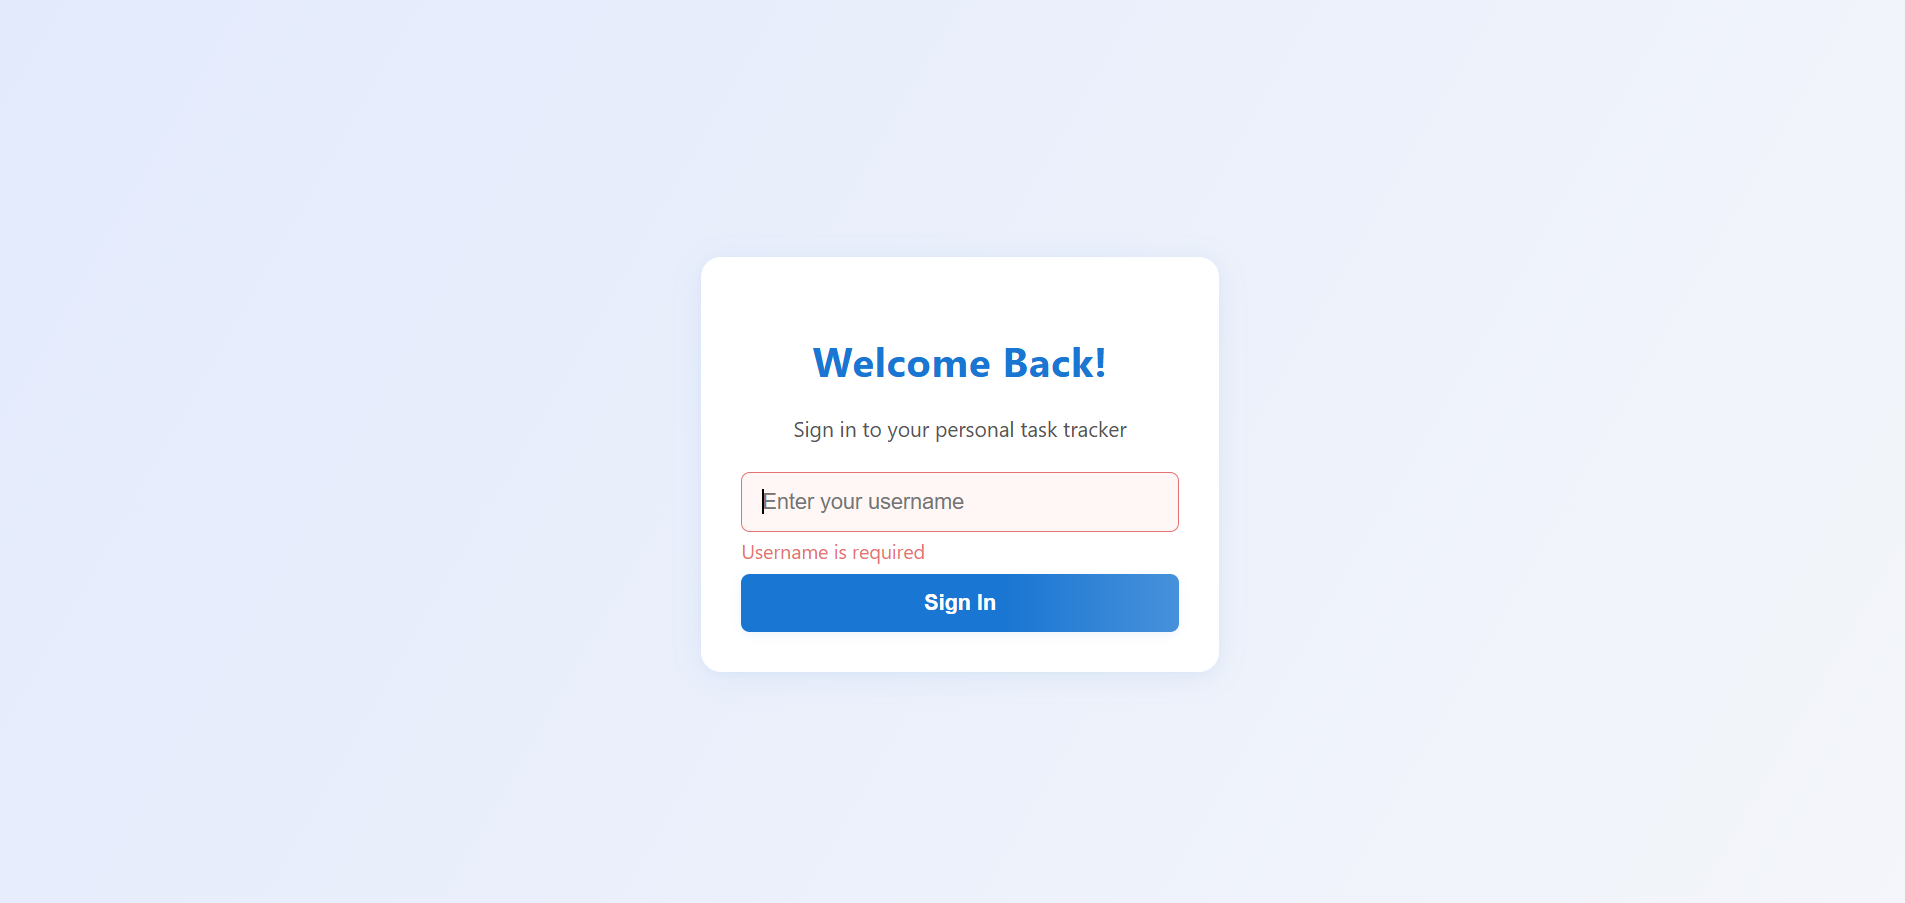 Welcome Back!
Sign in to your personal task tracker
Enter your username
Username is required
Sign In